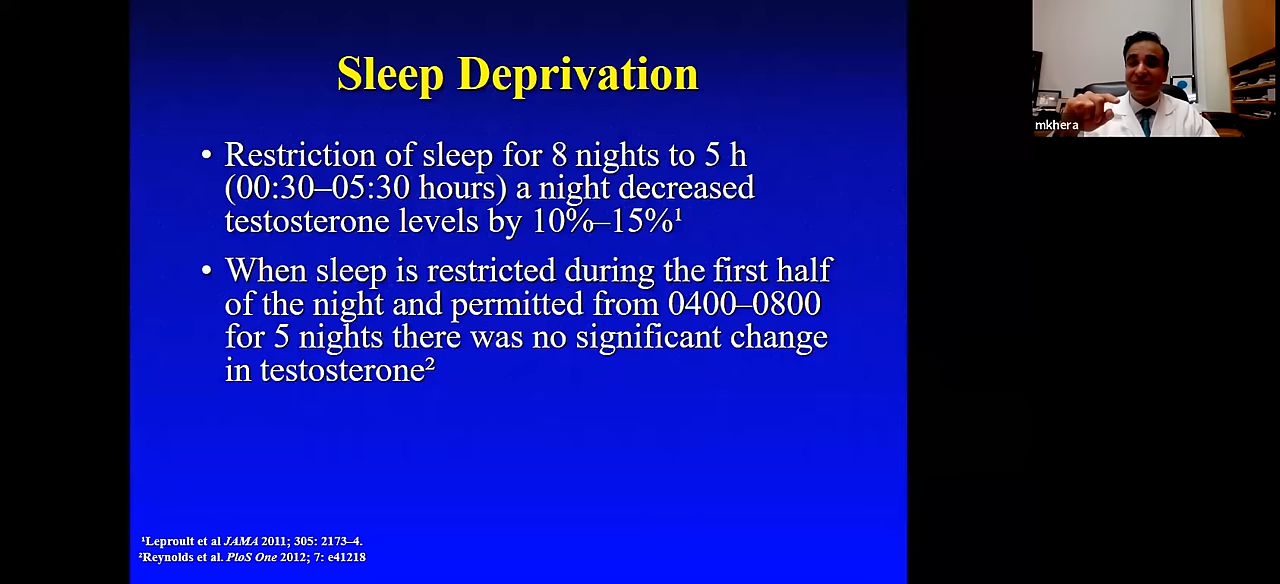 Sleep Deprivation
• Restriction of sleep for 8 nights to 5 h
(00:30–05:30 hours) a night decreased
testosterone levels by 10%–15%¹
• When sleep is restricted during the first half
of the night and permitted from 0400–0800
for 5 nights there was no significant change
in testosterone²
¹Leproult et al JAMA 2011; 305: 2173–4.
²Reynolds et al. PloS One 2012; 7: e41218
mkhera